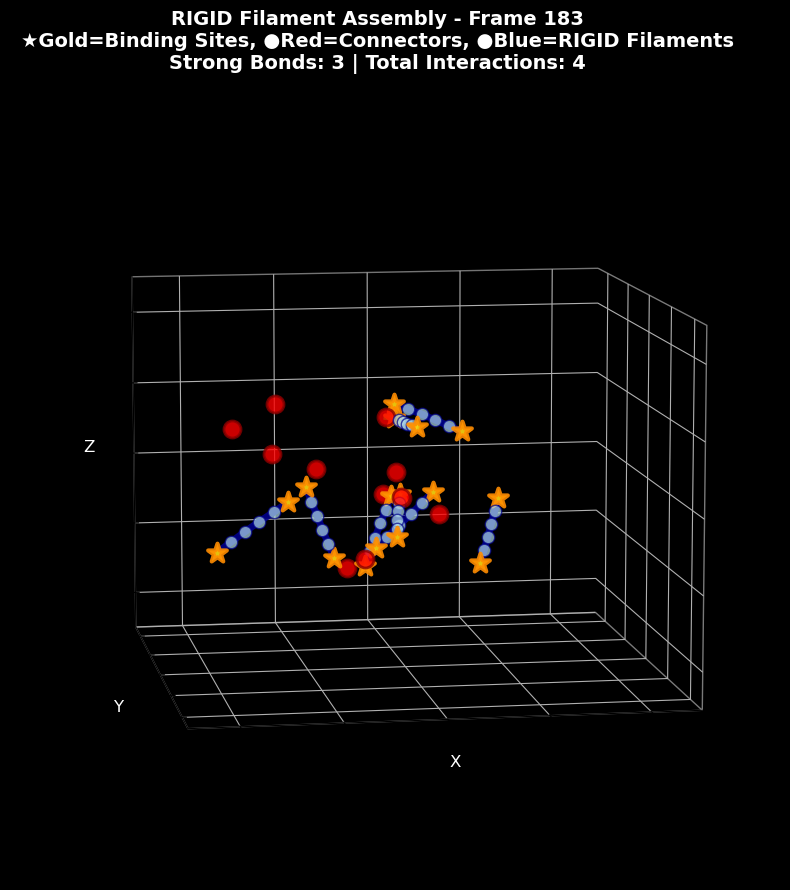 RIGID Filament Assembly - Frame 183
★Gold=Binding Sites, ●Red=Connectors, ●Blue=RIGID Filaments
Strong Bonds: 3 | Total Interactions: 4
Z
Y
X